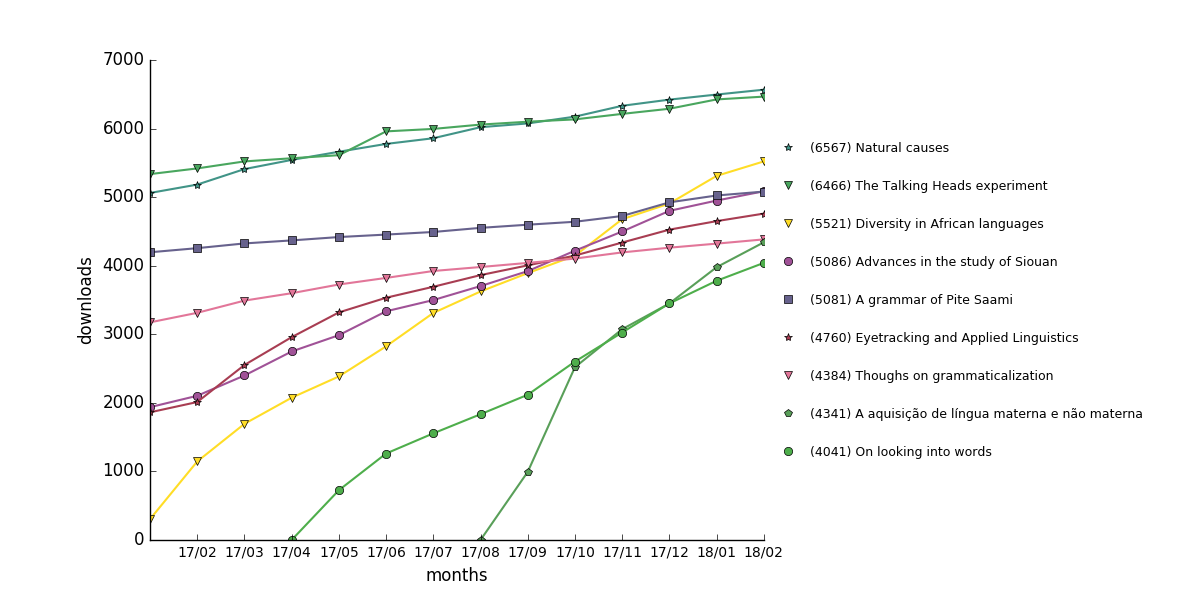 7000
6000
5000
4000
3000
2000
1000
0
downloads
17/02 17/03 17/04 17/05 17/06 17/07 17/08 17/09 17/10 17/11 17/12 18/01 18/02
months
(6567) Natural causes
(6466) The Talking Heads experiment
(5521) Diversity in African languages
(5086) Advances in the study of Siouan
(5081) A grammar of Pite Saami
(4760) Eyetracking and Applied Linguistics
(4384) Thoughs on grammaticalization
(4341) A aquisição de língua materna e não materna
(4041) On looking into words